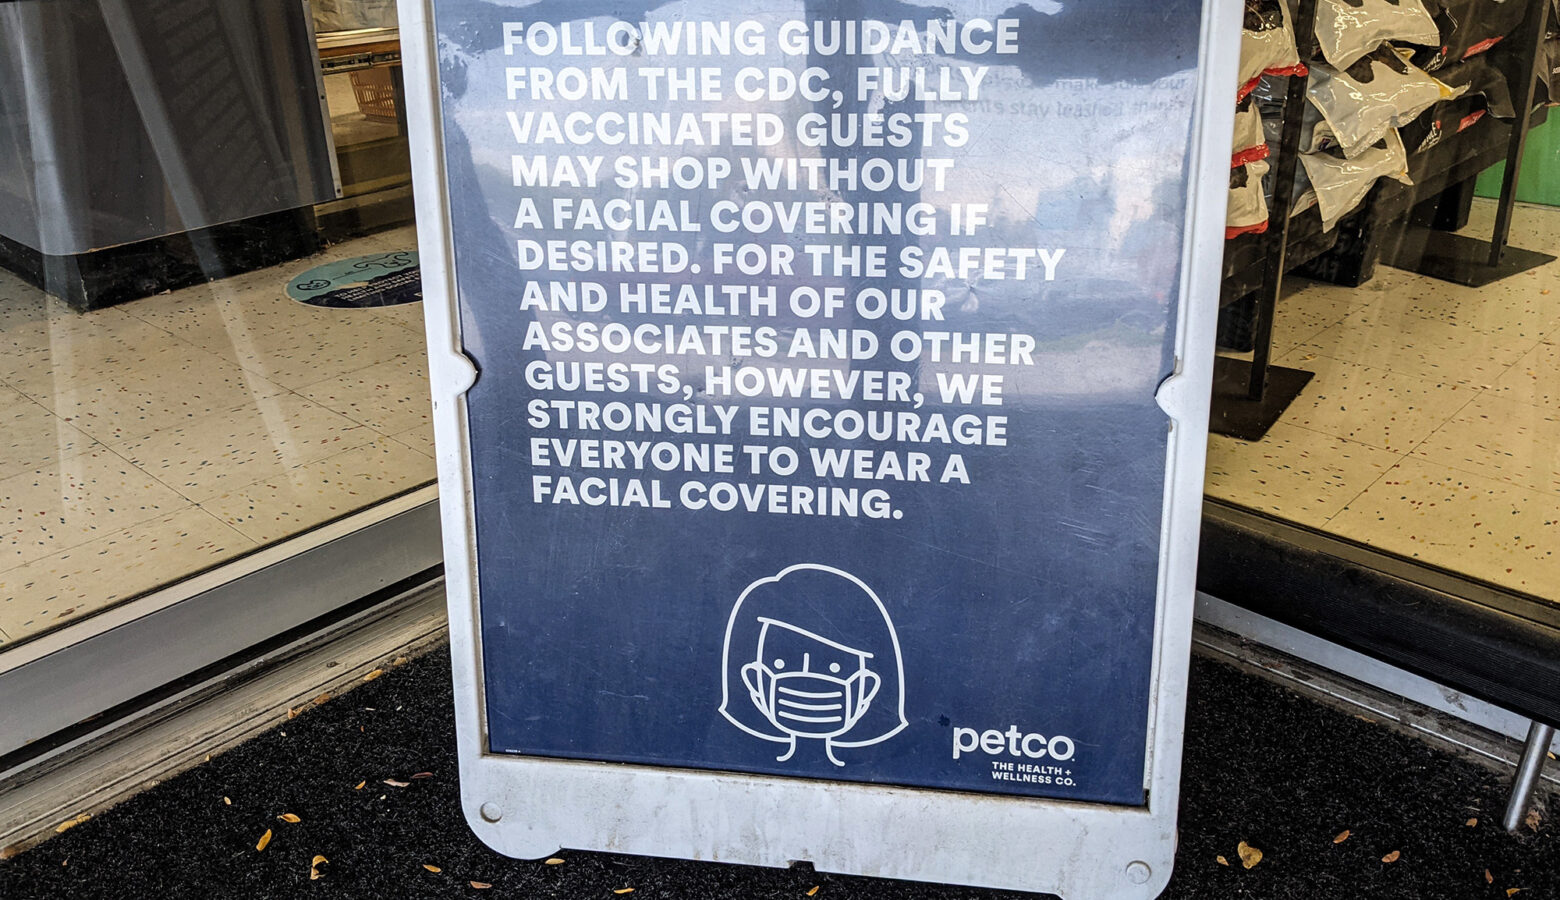 FOLLOWING GUIDANCE
FROM THE CDC, FULLY
VACCINATED GUESTS
MAY SHOP WITHOUT
A FACIAL COVERING IF
DESIRED. FOR THE SAFETY
AND HEALTH OF OUR
ASSOCIATES AND OTHER
GUESTS, HOWEVER, WE
STRONGLY ENCOURAGE
EVERYONE TO WEAR A
FACIAL COVERING.
petco
THE HEALTH +
WELLNESS CO.